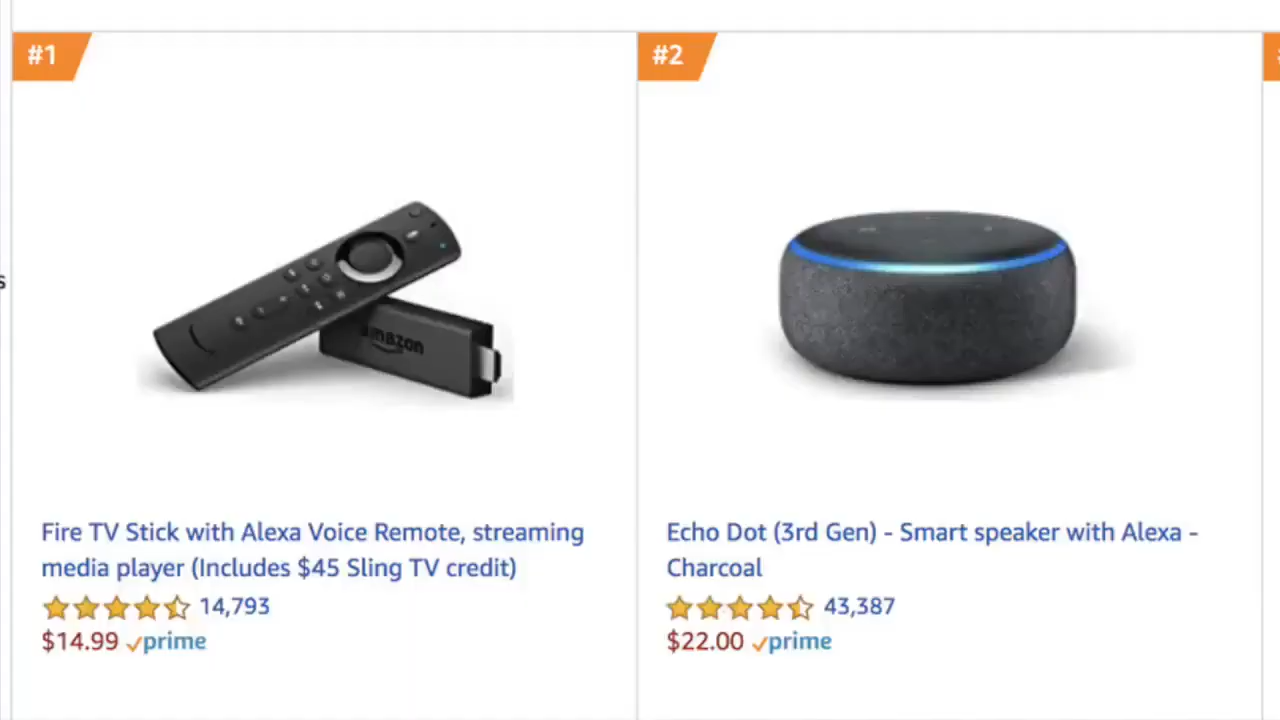 #1
#2
amazon
Fire TV Stick with Alexa Voice Remote, streaming
media player (Includes $45 Sling TV credit)
14,793
$14.99 prime
Echo Dot (3rd Gen) - Smart speaker with Alexa -
Charcoal
43,387
$22.00 prime